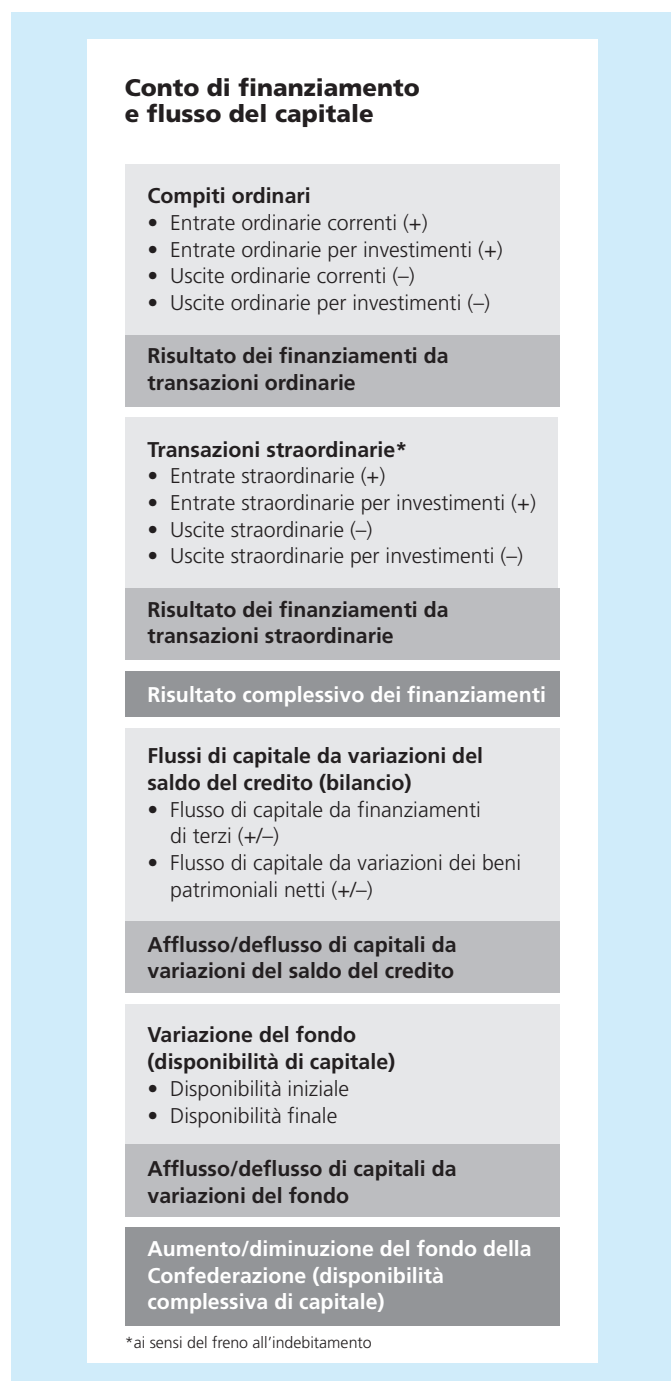 Conto di finanziamento
e flusso del capitale
Compiti ordinari
• Entrate ordinarie correnti (+)
• Entrate ordinarie per investimenti (+)
• Uscite ordinarie correnti (–)
• Uscite ordinarie per investimenti (–)
Risultato dei finanziamenti da
transazioni ordinarie
Transazioni straordinarie*
• Entrate straordinarie (+)
• Entrate straordinarie per investimenti (+)
• Uscite straordinarie (–)
• Uscite straordinarie per investimenti (–)
Risultato dei finanziamenti da
transazioni straordinarie
Risultato complessivo dei finanziamenti
Flussi di capitale da variazioni del
saldo del credito (bilancio)
• Flusso di capitale da finanziamenti
di terzi (+/–)
• Flusso di capitale da variazioni dei beni
patrimoniali netti (+/–)
Afflusso/deflusso di capitali da
variazioni del saldo del credito
Variazione del fondo
(disponibilità di capitale)
• Disponibilità iniziale
• Disponibilità finale
Afflusso/deflusso di capitali da
variazioni del fondo
Aumento/diminuzione del fondo della
Confederazione (disponibilità
complessiva di capitale)
*ai sensi del freno all’indebitamento